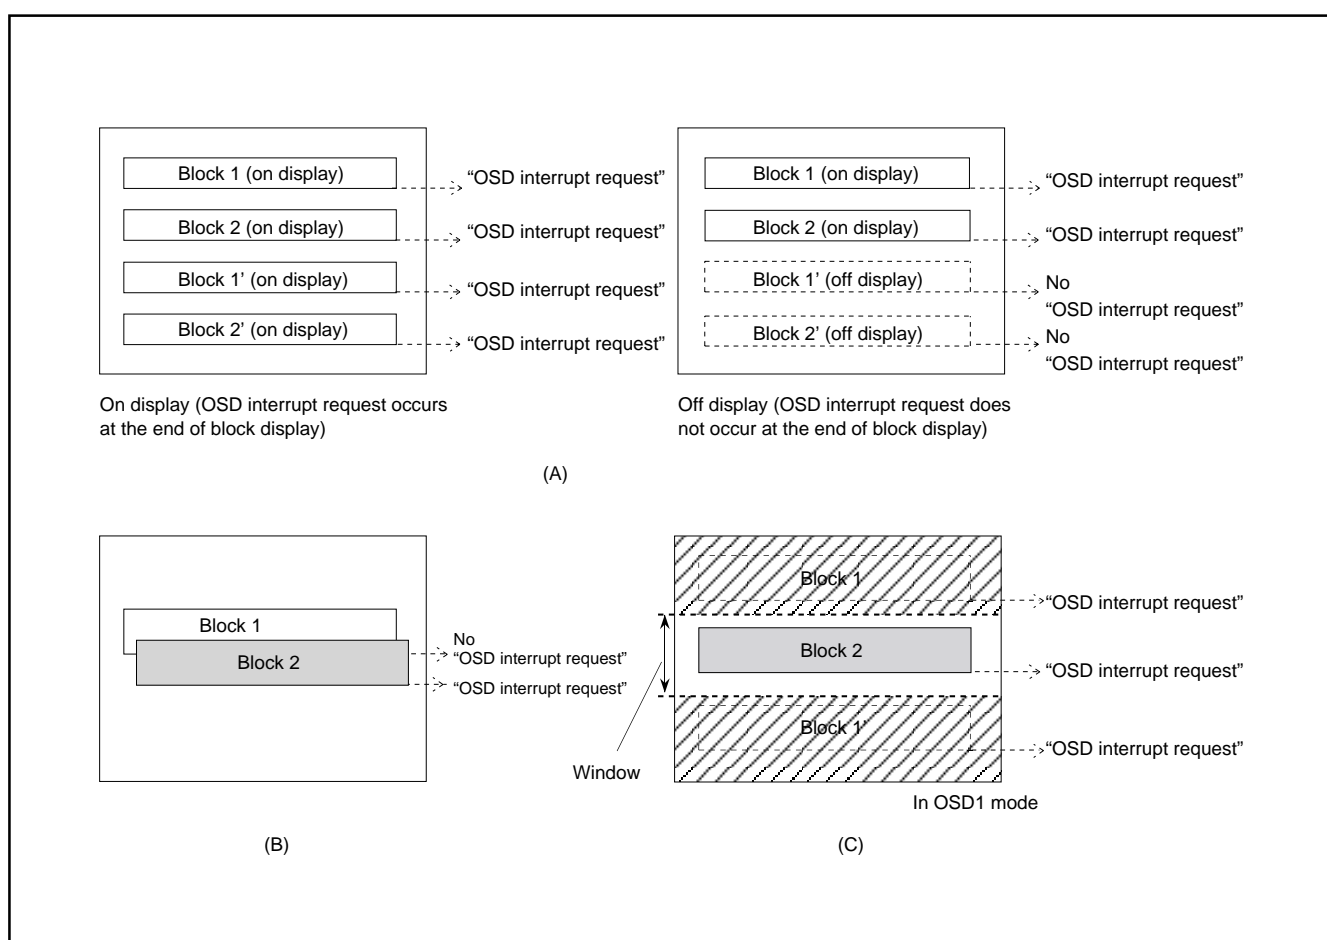 Block 1 (on display)
“OSD interrupt request”
Block 2 (on display)
“OSD interrupt request”
Block 1’ (on display)
“OSD interrupt request”
Block 2’ (on display)
“OSD interrupt request”
On display (OSD interrupt request occurs
at the end of block display)
Block 1 (on display)
“OSD interrupt request”
Block 2 (on display)
“OSD interrupt request”
Block 1’ (off display)
No
“OSD interrupt request”
Block 2’ (off display)
No
“OSD interrupt request”
Off display (OSD interrupt request does
not occur at the end of block display)
(A)
Block 1
Block 2
No
“OSD interrupt request”
“OSD interrupt request”
(B)
Block 1
“OSD interrupt request”
Block 2
“OSD interrupt request”
Block 1’
“OSD interrupt request”
Window
In OSD1 mode
(C)